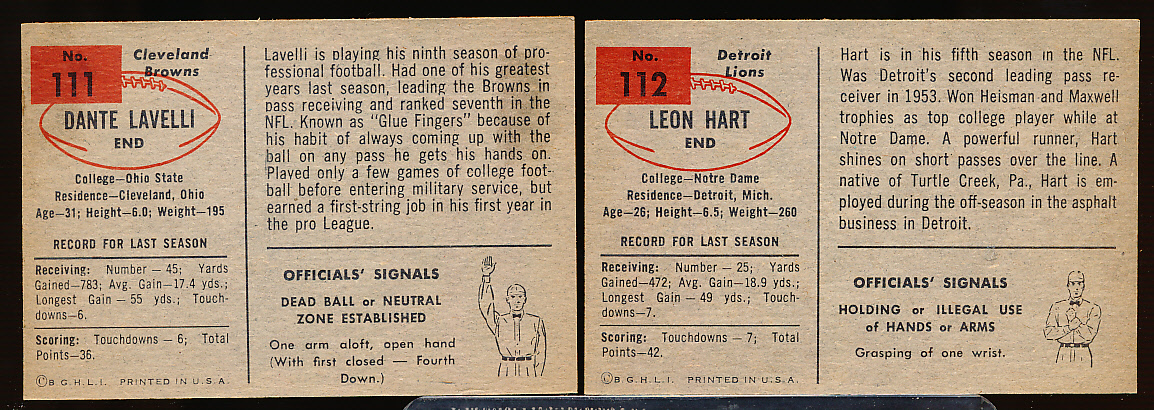 No.
111
Cleveland
Browns
DANTE LAVELLI
END
College—Ohio State
Residence—Cleveland, Ohio
Age—31; Height—6.0; Weight—195
RECORD FOR LAST SEASON
Receiving: Number — 45; Yards
Gained—783; Avg. Gain—17.4 yds.;
Longest Gain — 55 yds.; Touch-
downs—6.
Scoring: Touchdowns — 6; Total
Points—36.
©B.G.H.L.I. PRINTED IN U.S.A.
Lavelli is playing his ninth season of pro-
fessional football. Had one of his greatest
years last season, leading the Browns in
pass receiving and ranked seventh in the
NFL. Known as "Glue Fingers" because of
his habit of always coming up with the
ball on any pass he gets his hands on.
Played only a few games of college foot-
ball before entering military service, but
earned a first-string job in his first year in
the pro League.
OFFICIALS' SIGNALS
DEAD BALL or NEUTRAL
ZONE ESTABLISHED
One arm aloft, open hand
(With first closed — Fourth
Down.)
No.
112
Detroit
Lions
LEON HART
END
College—Notre Dame
Residence—Detroit, Mich.
Age—26; Height—6.5; Weight—260
RECORD FOR LAST SEASON
Receiving: Number — 25; Yards
Gained—472; Avg. Gain—18.9 yds.;
Longest Gain — 49 yds.; Touch-
downs—7.
Scoring: Touchdowns — 7; Total
Points—42.
©B.G.H.L.I. PRINTED IN U.S.A.
Hart is in his fifth season in the NFL.
Was Detroit's second leading pass re-
ceiver in 1953. Won Heisman and Maxwell
trophies as top college player while at
Notre Dame. A powerful runner, Hart
shines on short passes over the line. A
native of Turtle Creek, Pa., Hart is em-
ployed during the off-season in the asphalt
business in Detroit.
OFFICIALS' SIGNALS
HOLDING or ILLEGAL USE
of HANDS or ARMS
Grasping of one wrist.